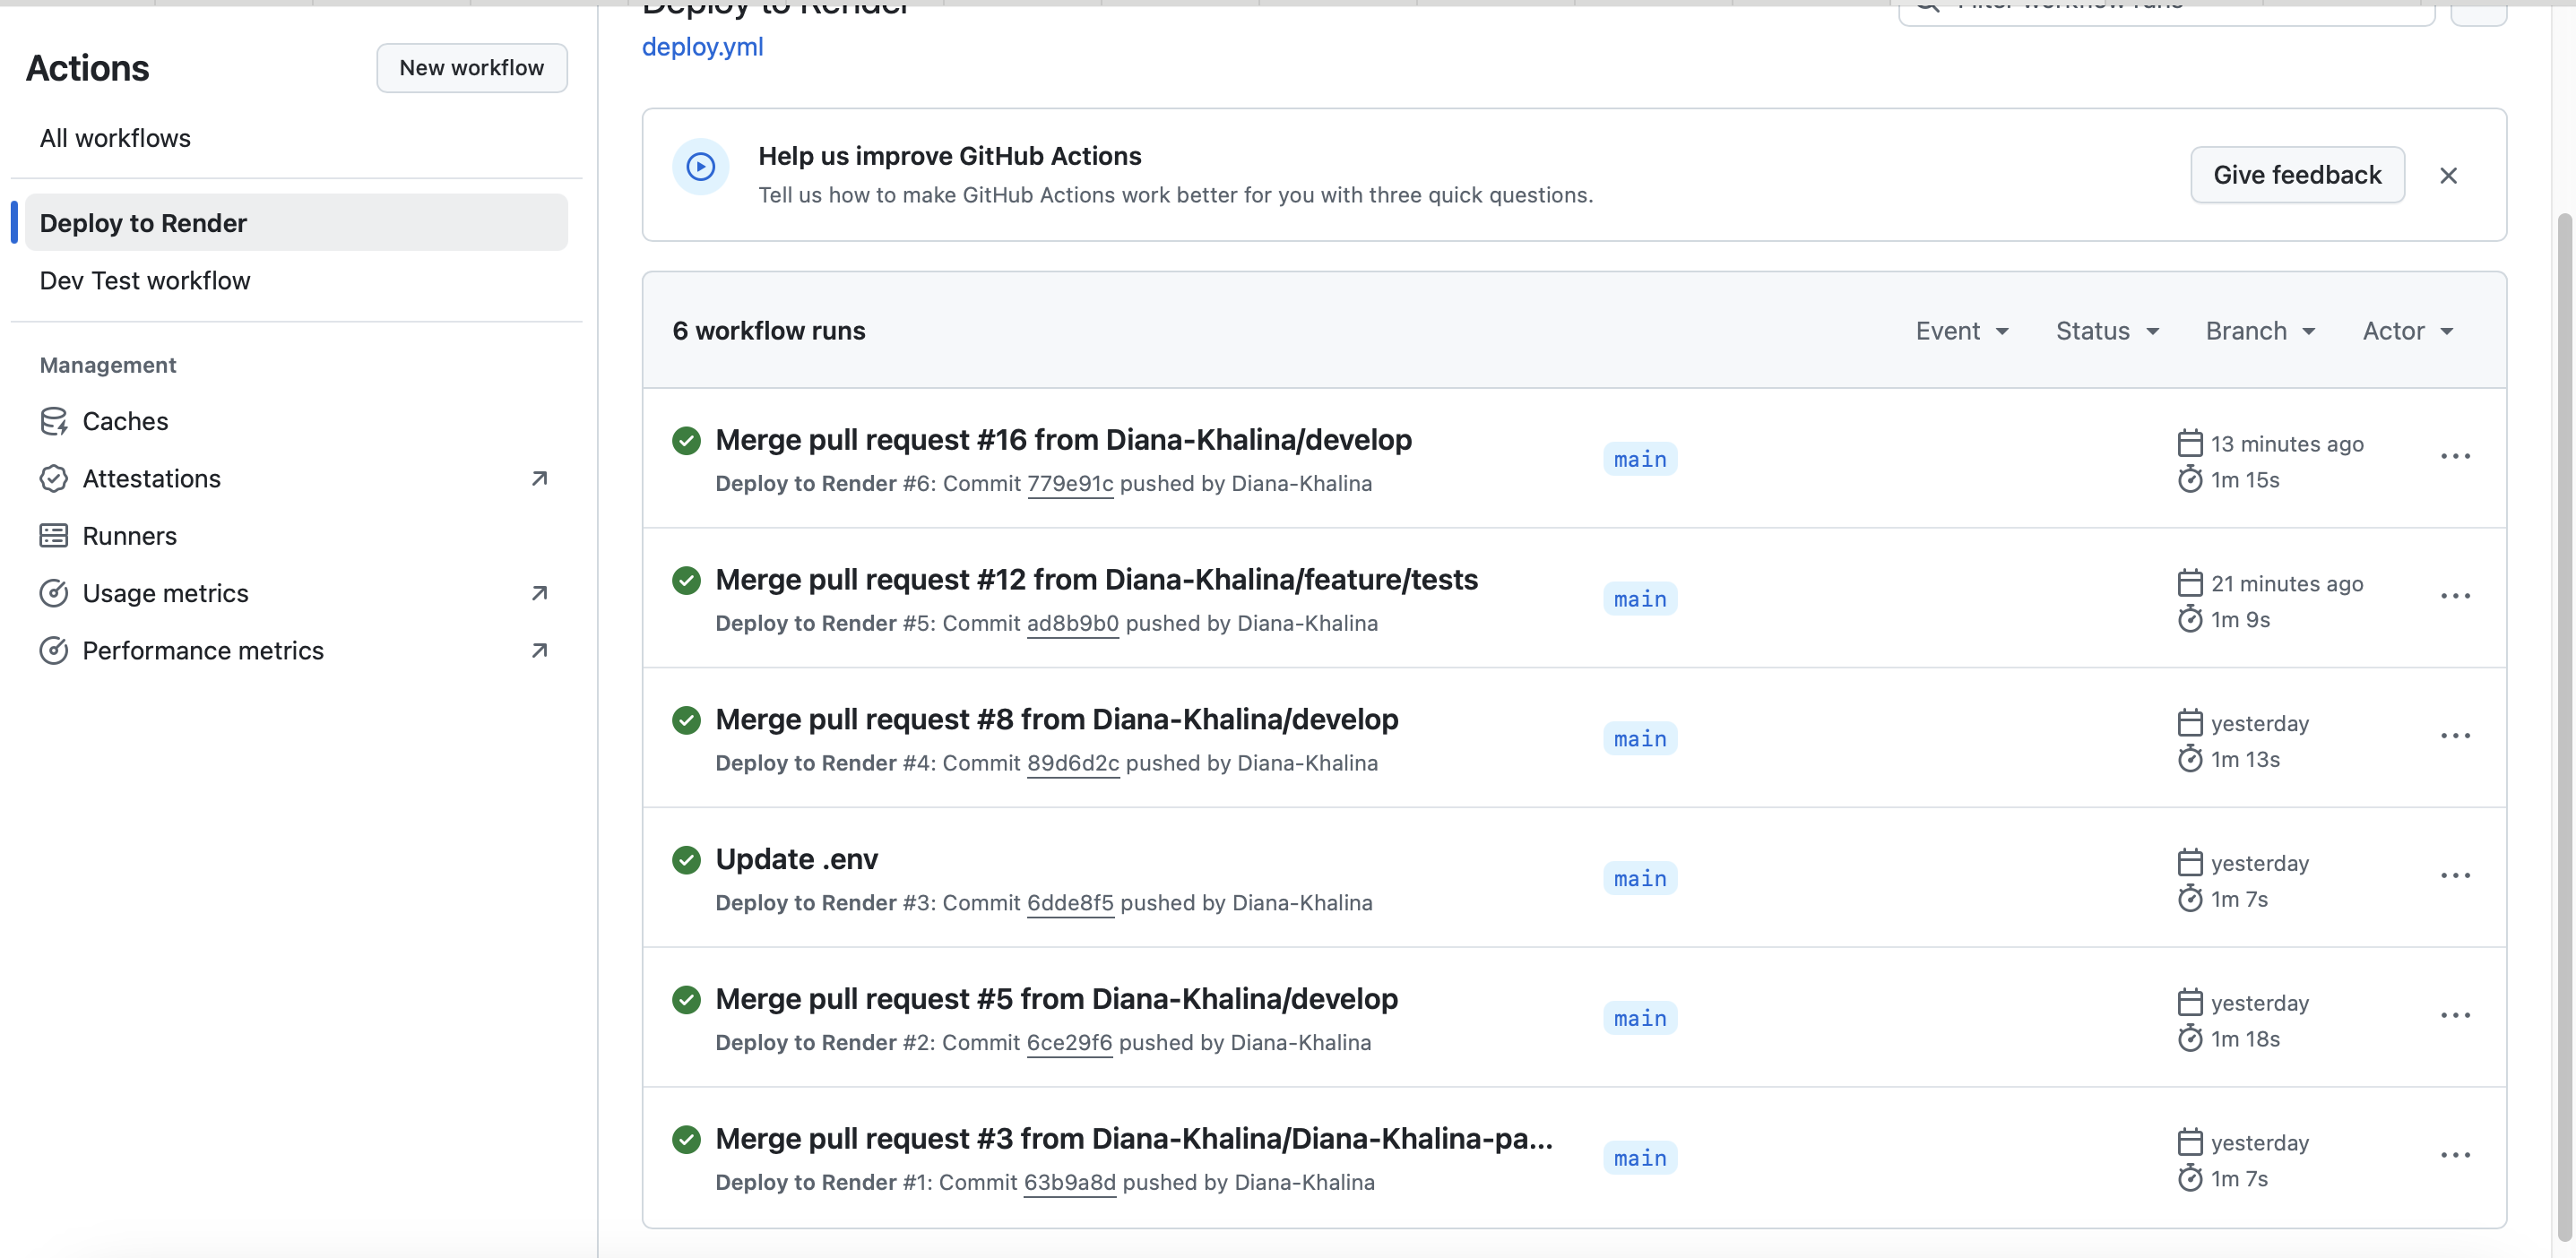 Actions
New workflow
All workflows
Deploy to Render
Dev Test workflow
Management
Caches
Attestations
Runners
Usage metrics
Performance metrics
Deploy to Render
Filter workflow runs
deploy.yml
Help us improve GitHub Actions
Tell us how to make GitHub Actions work better for you with three quick questions.
Give feedback
6 workflow runs
Event Status Branch Actor
Merge pull request #16 from Diana-Khalina/develop
Deploy to Render #6: Commit 779e91c pushed by Diana-Khalina
main
13 minutes ago
1m 15s
Merge pull request #12 from Diana-Khalina/feature/tests
Deploy to Render #5: Commit ad8b9b0 pushed by Diana-Khalina
main
21 minutes ago
1m 9s
Merge pull request #8 from Diana-Khalina/develop
Deploy to Render #4: Commit 89d6d2c pushed by Diana-Khalina
main
yesterday
1m 13s
Update .env
Deploy to Render #3: Commit 6dde8f5 pushed by Diana-Khalina
main
yesterday
1m 7s
Merge pull request #5 from Diana-Khalina/develop
Deploy to Render #2: Commit 6ce29f6 pushed by Diana-Khalina
main
yesterday
1m 18s
Merge pull request #3 from Diana-Khalina/Diana-Khalina-pa...
Deploy to Render #1: Commit 63b9a8d pushed by Diana-Khalina
main
yesterday
1m 7s